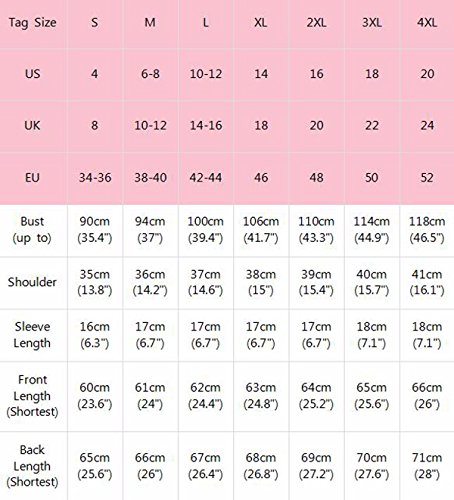 Tag Size S M L XL 2XL 3XL 4XL
US 4 6-8 10-12 14 16 18 20
UK 8 10-12 14-16 18 20 22 24
EU 34-36 38-40 42-44 46 48 50 52
Bust 90cm 94cm 100cm 106cm 110cm 114cm 118cm
(up to) (35.4") (37") (39.4") (41.7") (43.3") (44.9") (46.5")
Shoulder 35cm 36cm 37cm 38cm 39cm 40cm 41cm
(13.8") (14.2") (14.6") (15") (15.4") (15.7") (16.1")
Sleeve 16cm 17cm 17cm 17cm 17cm 18cm 18cm
Length (6.3") (6.7") (6.7") (6.7") (6.7") (7.1") (7.1")
Front
Length
(Shortest)
60cm 61cm 62cm 63cm 64cm 65cm 66cm
(23.6") (24") (24.4") (24.8") (25.2") (25.6") (26")
Back
Length
(Shortest)
65cm 66cm 67cm 68cm 69cm 70cm 71cm
(25.6") (26") (26.4") (26.8") (27.2") (27.6") (28")